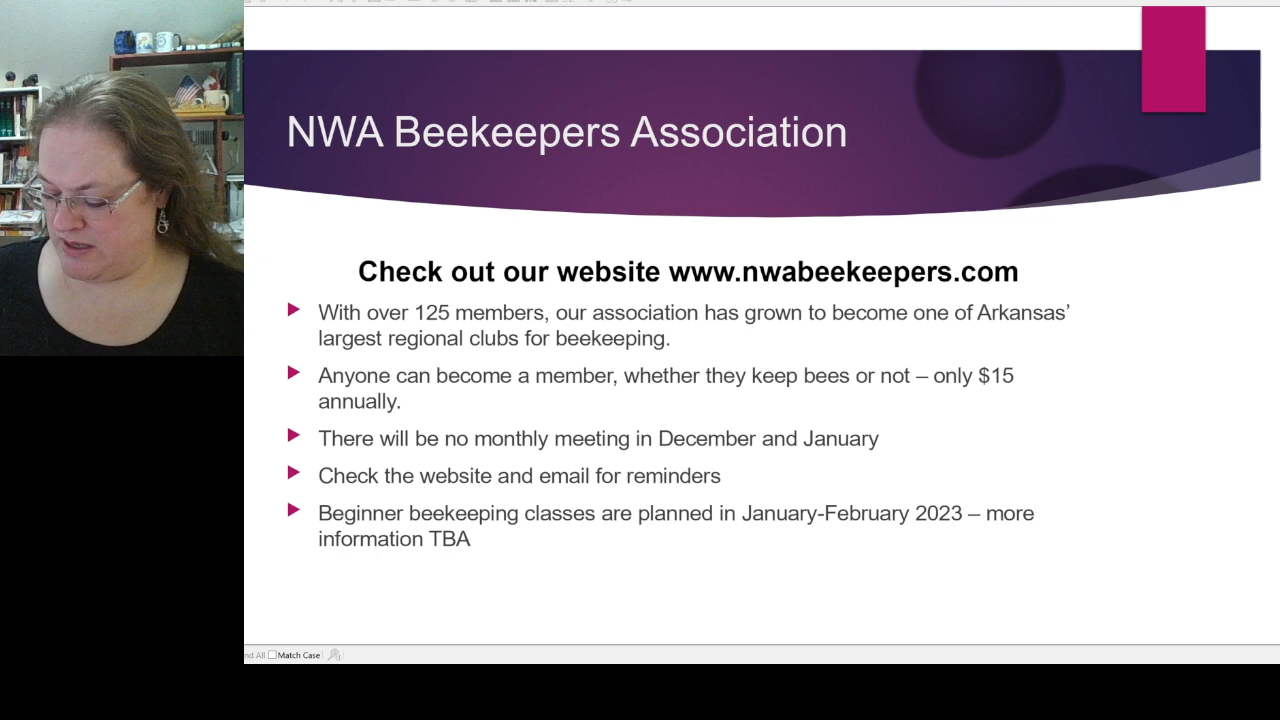 NWA Beekeepers Association
Check out our website www.nwabeekeepers.com
With over 125 members, our association has grown to become one of Arkansas’
largest regional clubs for beekeeping.
Anyone can become a member, whether they keep bees or not – only $15
annually.
There will be no monthly meeting in December and January
Check the website and email for reminders
Beginner beekeeping classes are planned in January-February 2023 – more
information TBA
nd All Match Case